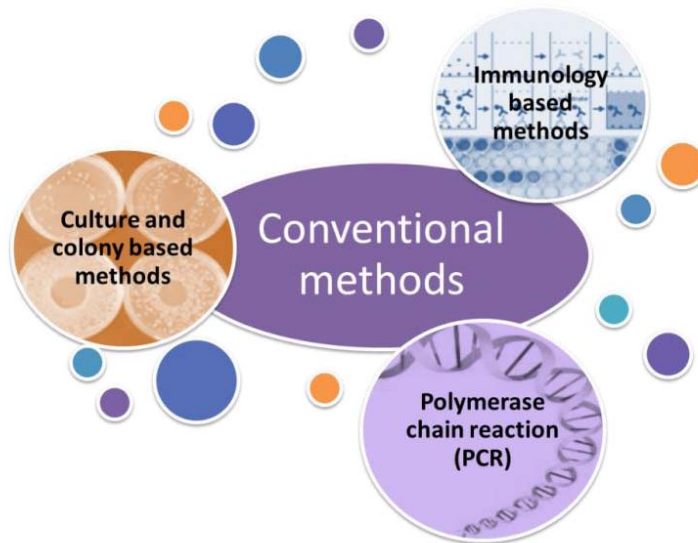 Immunology
based
methods
Culture and
colony based
methods
Conventional
methods
Polymerase
chain reaction
(PCR)